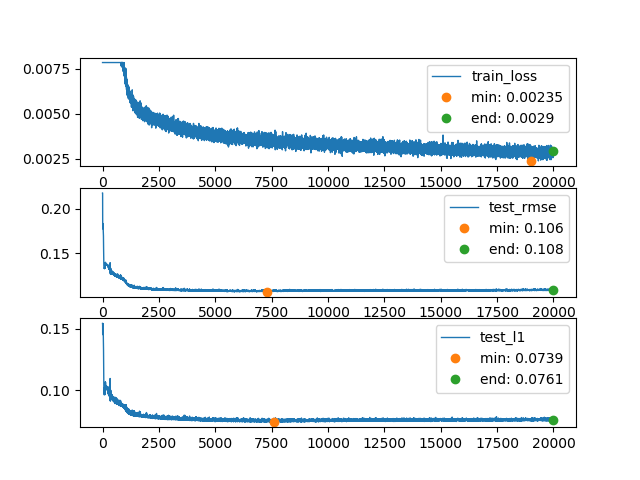 0.0075
0.0050
0.0025
train_loss
min: 0.00235
end: 0.0029
0 2500 5000 7500 10000 12500 15000 17500 20000
0.20
0.15
test_rmse
min: 0.106
end: 0.108
0 2500 5000 7500 10000 12500 15000 17500 20000
0.15
0.10
test_l1
min: 0.0739
end: 0.0761
0 2500 5000 7500 10000 12500 15000 17500 20000